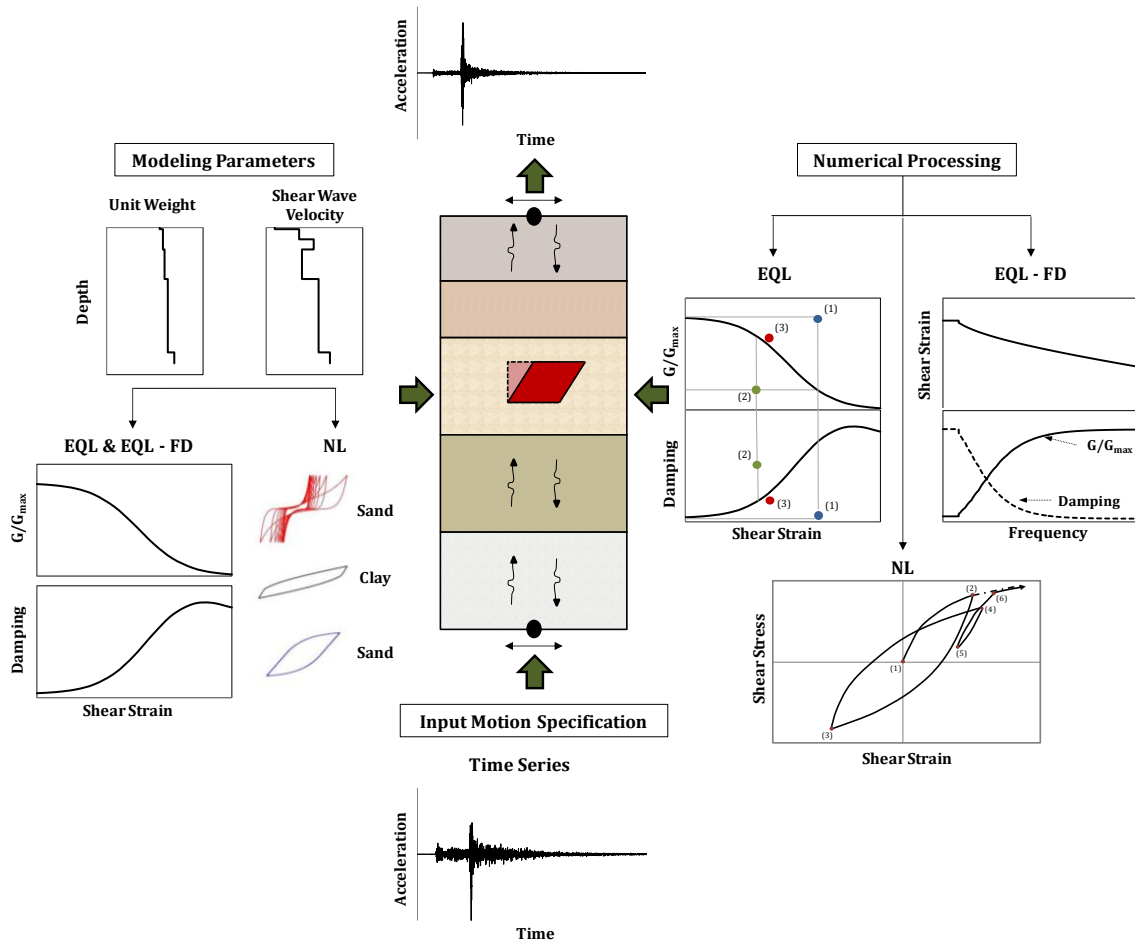 Acceleration
Time
Modeling Parameters
Unit Weight
Shear Wave
Velocity
Depth
EQL & EQL - FD
NL
G/Gmax
Damping
Shear Strain
Sand
Clay
Sand
Numerical Processing
EQL
EQL - FD
G/Gmax
(1)
(3)
(2)
Damping
(2)
(3)
(1)
Shear Strain
Shear Strain
G/Gmax
Damping
Frequency
NL
Shear Stress
(2)
(6)
(4)
(5)
(1)
(3)
Shear Strain
Input Motion Specification
Time Series
Acceleration
Time